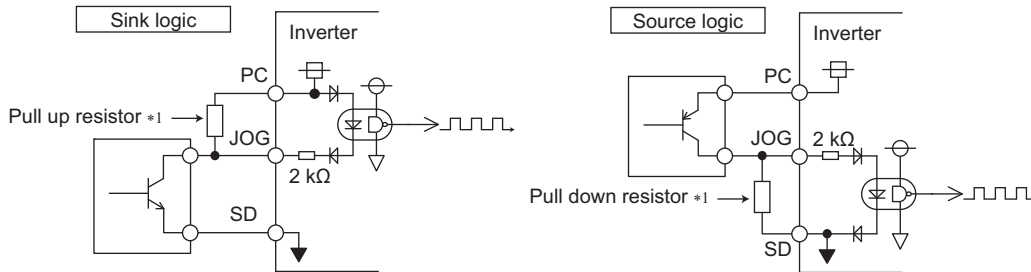 Sink logic
Inverter
PC
Pull up resistor *1
JOG
2 kΩ
SD
Source logic
Inverter
PC
JOG
2 kΩ
Pull down resistor *1
SD